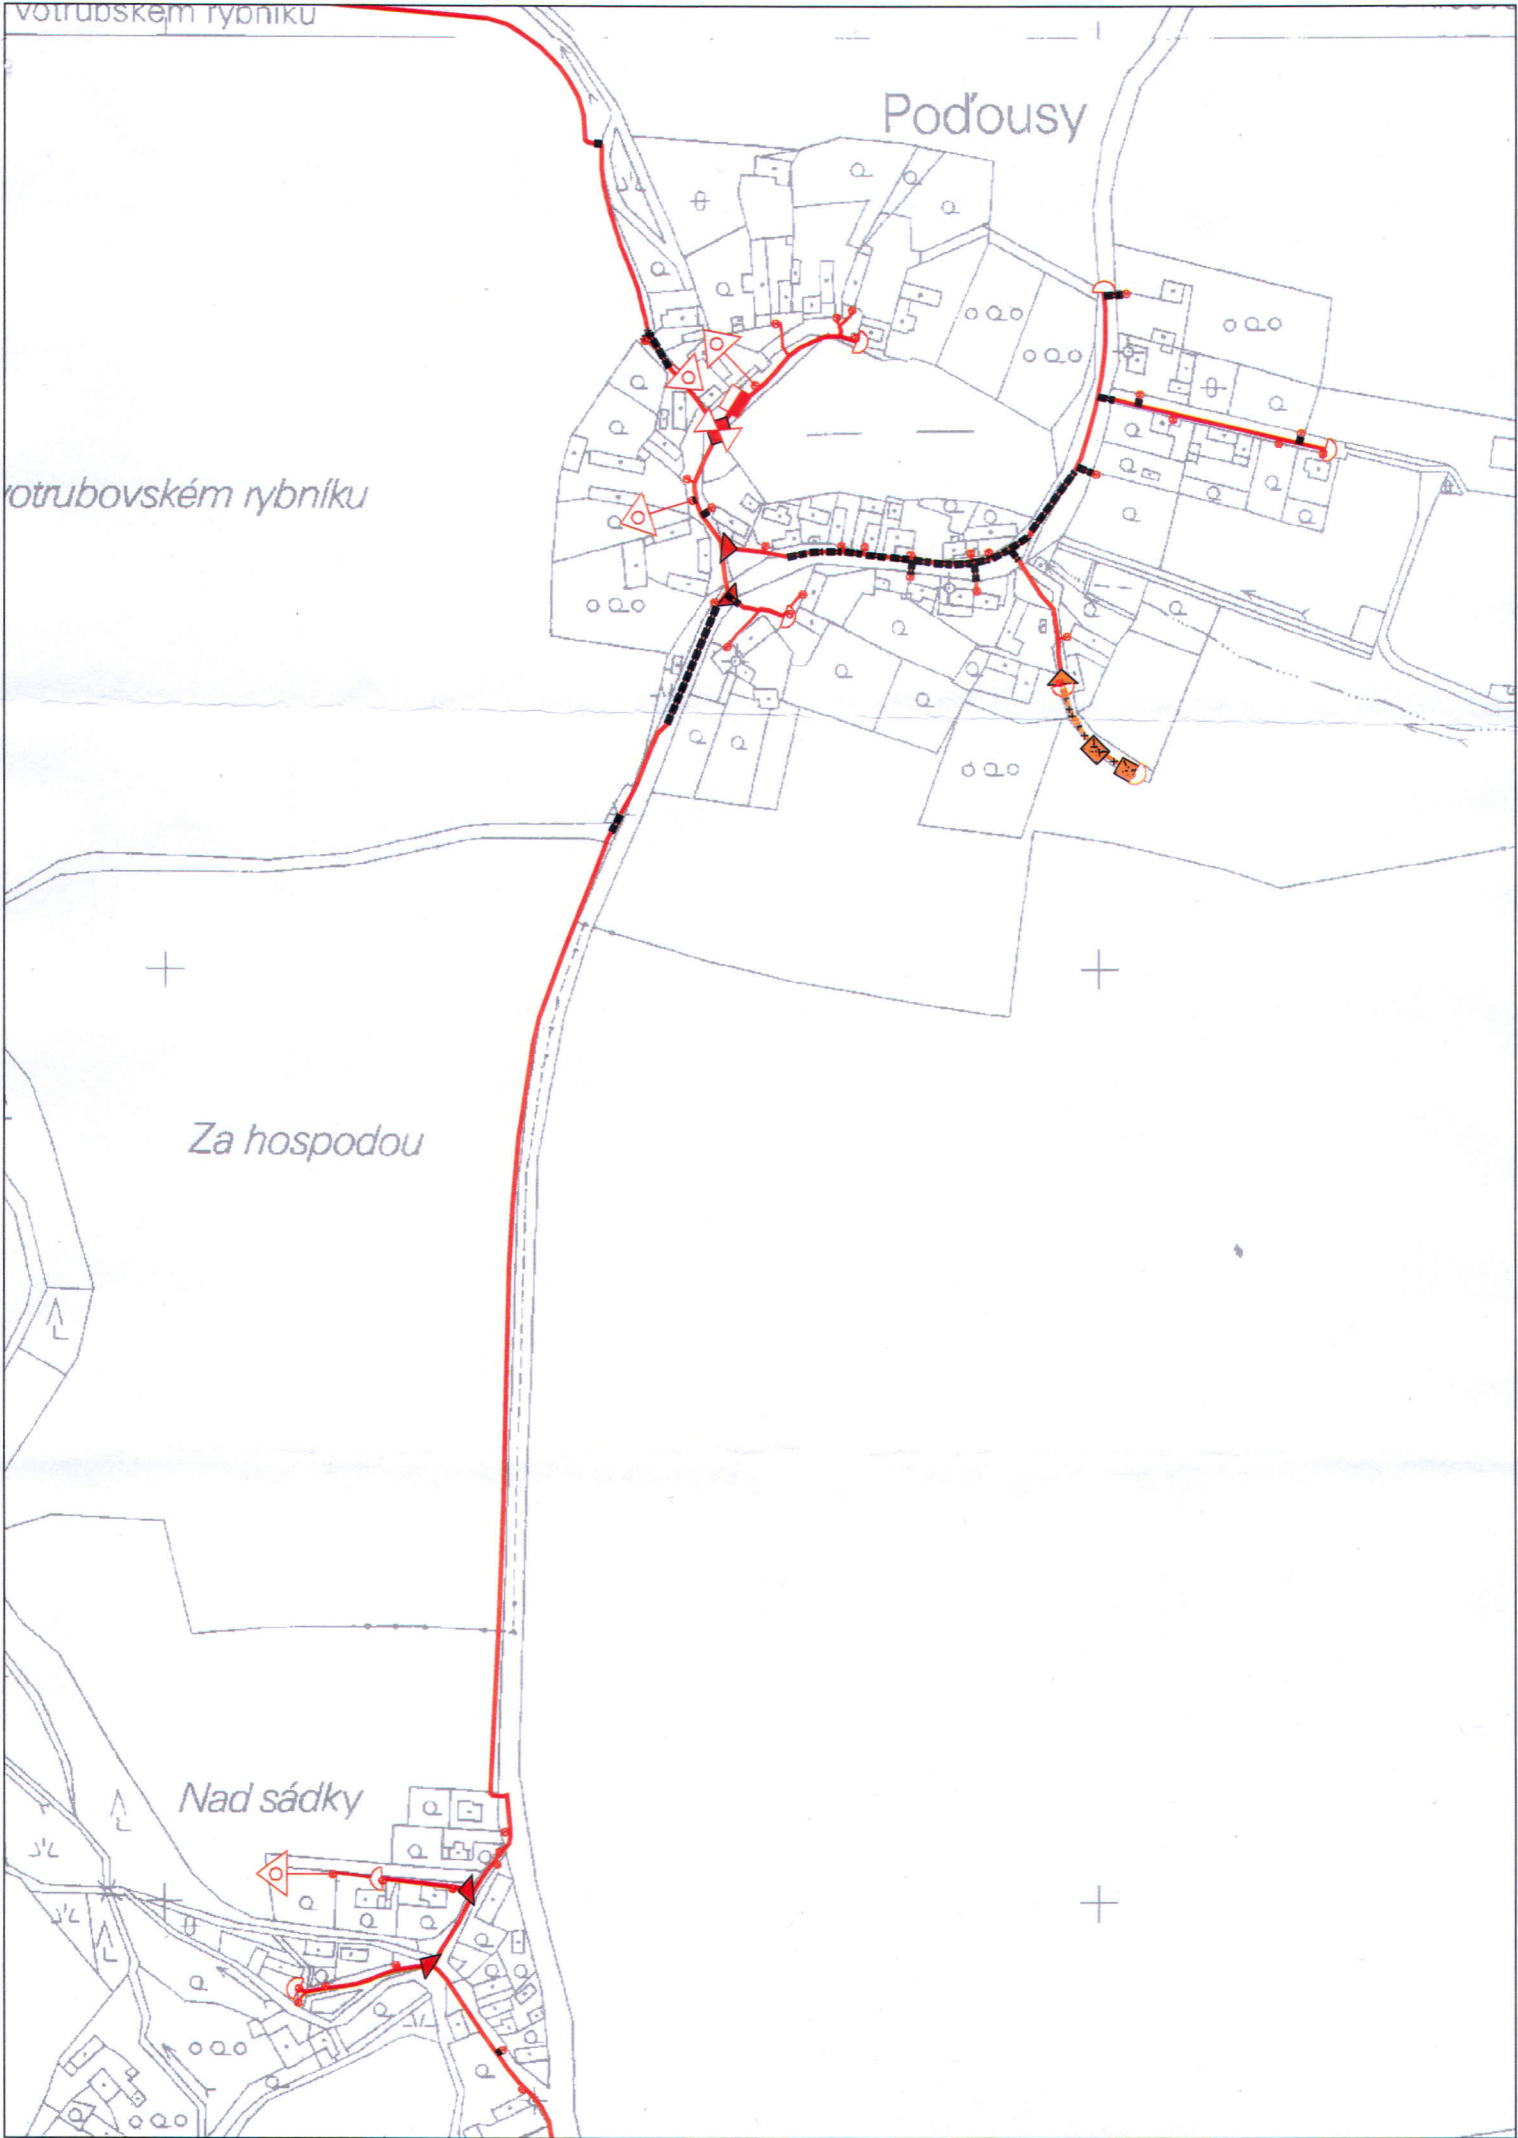 votrubském rybníku
Poďousy
votrubovském rybníku
Za hospodou
Nad sádky